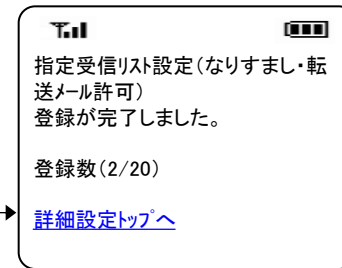 指定受信リスト設定(なりすまし・転
送メール許可)
登録が完了しました。
登録数(2/20)
詳細設定トップへ